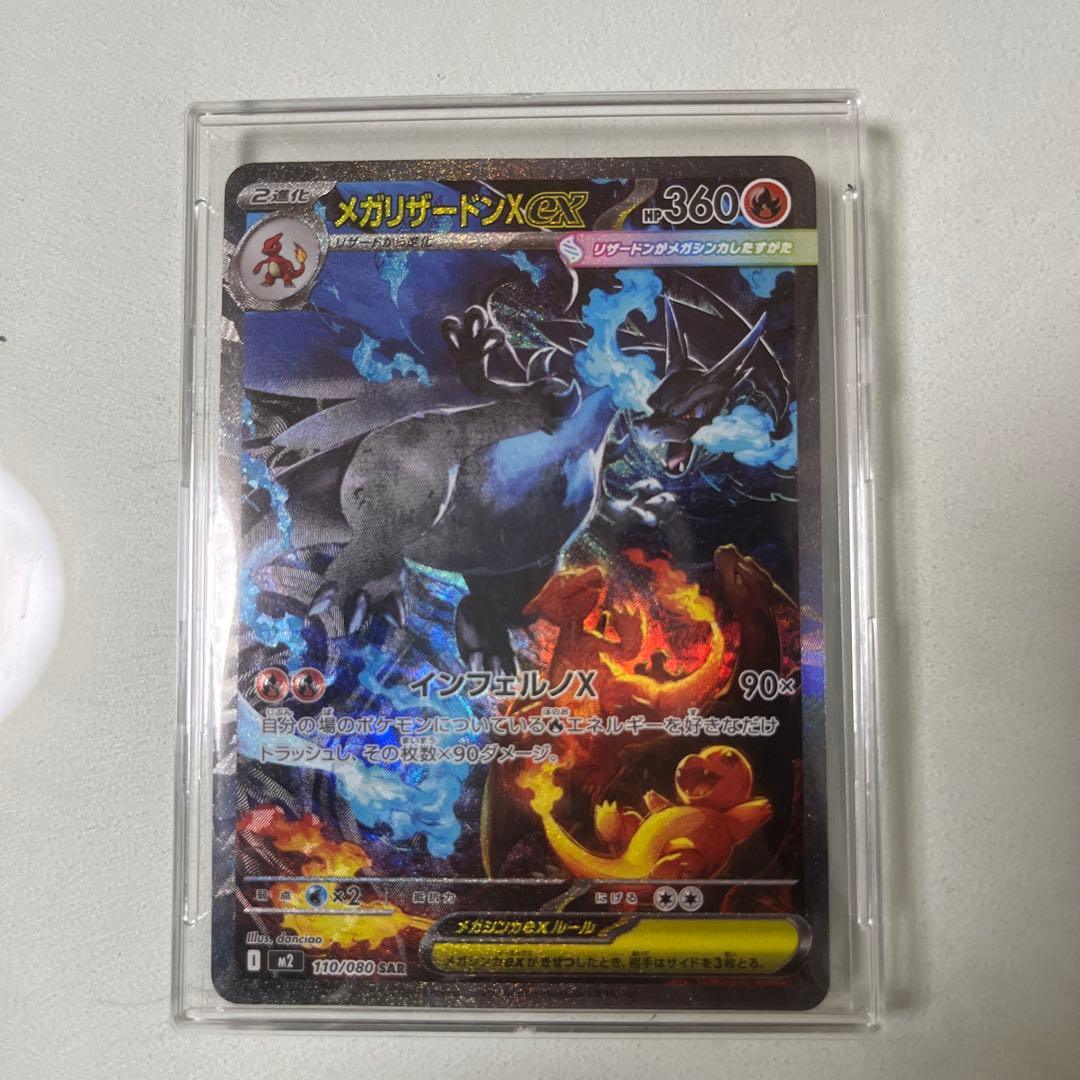 2進化 メガリザードンXex HP360
リザードから進化
リザードンがメガシンカしたすがた
インフェルノX 90×
自分の場のポケモンについているエネルギーを好きなだけ
トラッシュし、その枚数×90ダメージ。
弱点 ×2 抵抗力 にげる
メガシンカexルール
メガシンカexがきぜつしたとき、相手はサイドを3枚とる。
Illus. danciao
I m2 110/080 SAR